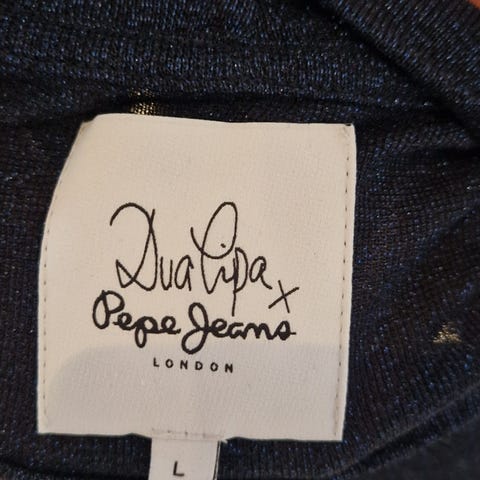 Dua Lipa x
Pepe Jeans
LONDON
L